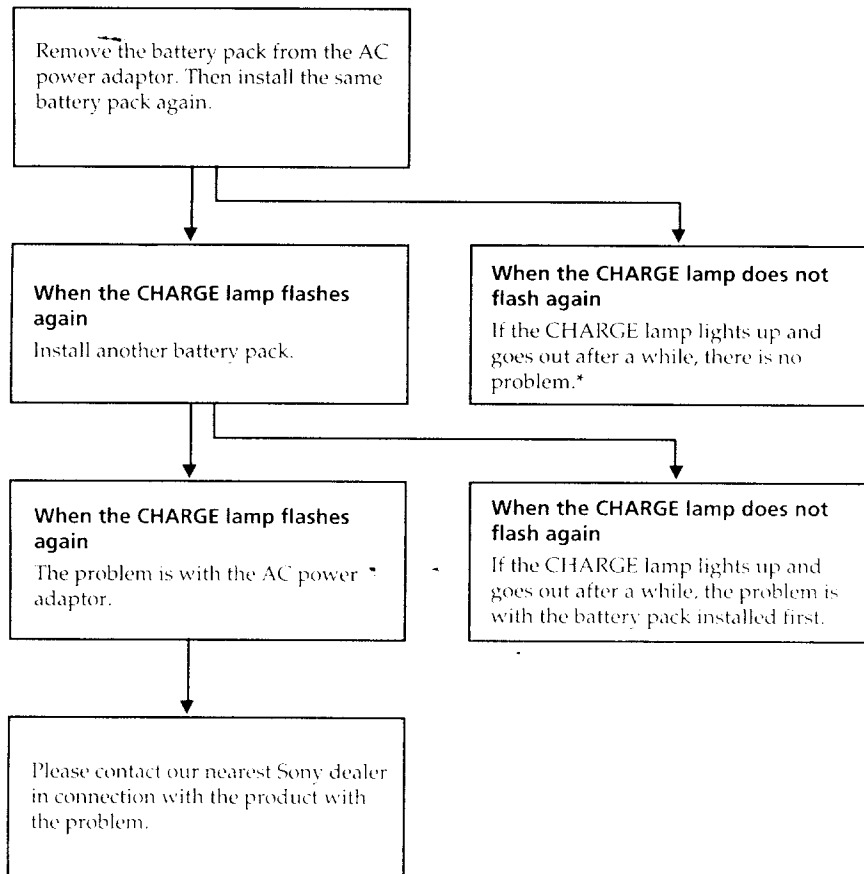 Remove the battery pack from the AC
power adaptor. Then install the same
battery pack again.
When the CHARGE lamp flashes
again
Install another battery pack.
When the CHARGE lamp does not
flash again
If the CHARGE lamp lights up and
goes out after a while, there is no
problem.*
When the CHARGE lamp flashes
again
The problem is with the AC power
adaptor.
When the CHARGE lamp does not
flash again
If the CHARGE lamp lights up and
goes out after a while, the problem is
with the battery pack installed first.
Please contact our nearest Sony dealer
in connection with the product with
the problem.